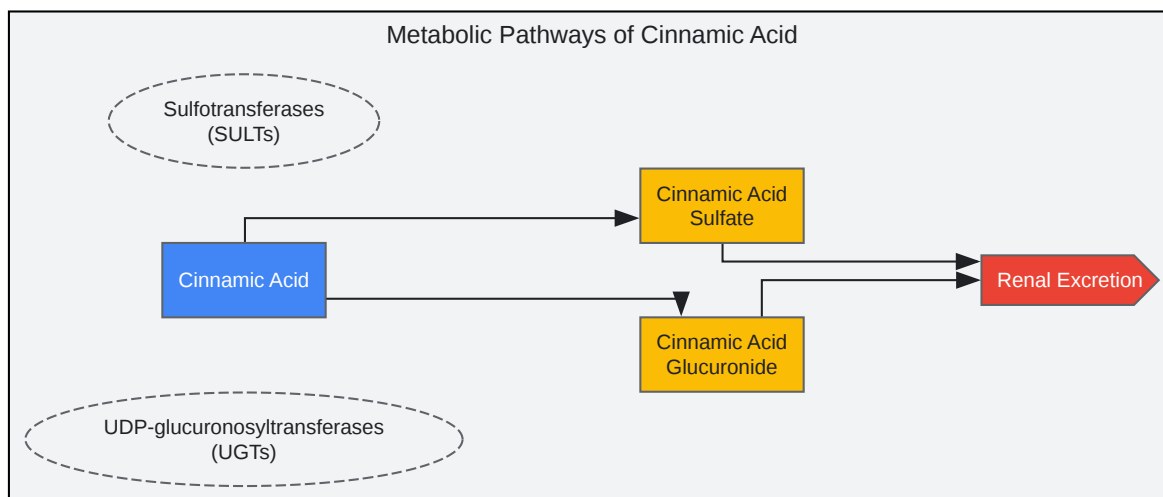 Metabolic Pathways of Cinnamic Acid
Sulfotransferases
(SULTs)
Cinnamic Acid
Sulfate
Cinnamic Acid
Renal Excretion
Cinnamic Acid
Glucuronide
UDP-glucuronosyltransferases
(UGTs)